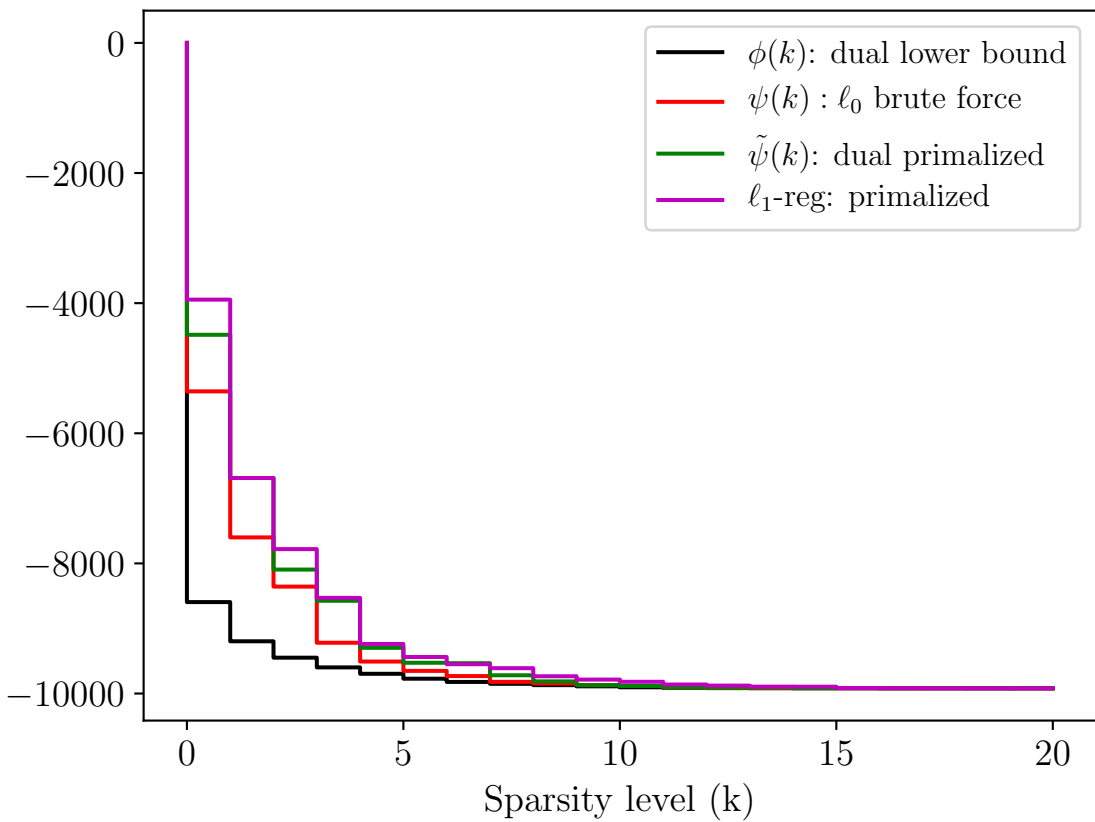 0
−2000
−4000
−6000
−8000
−10000
0 5 10 15 20
Sparsity level (k)
ϕ(k): dual lower bound
ψ(k) : ℓ₀ brute force
ψ̃(k): dual primalized
ℓ₁-reg: primalized